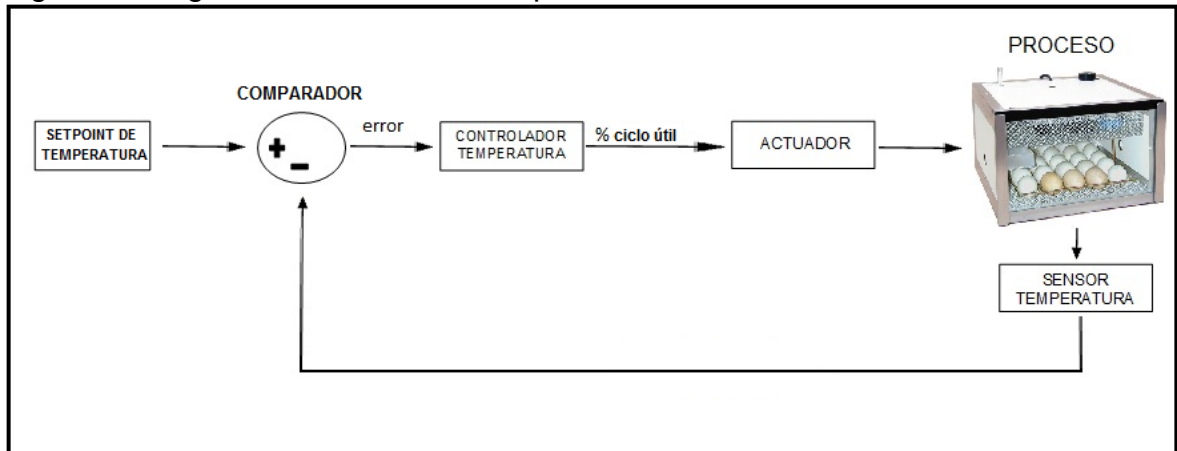 PROCESO
COMPARADOR
SETPOINT DE
TEMPERATURA
+
-
error
CONTROLADOR
TEMPERATURA
% ciclo útil
ACTUADOR
SENSOR
TEMPERATURA